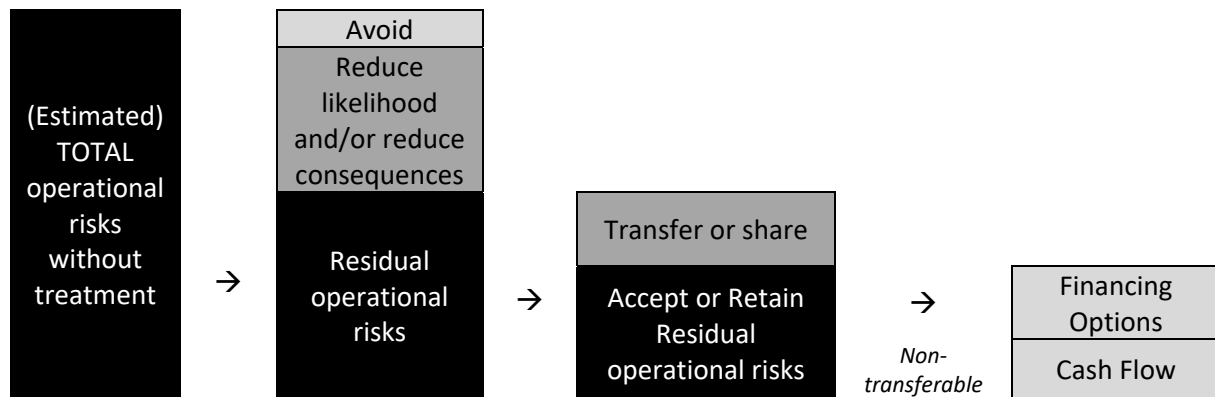 (Estimated)
TOTAL
operational
risks
without
treatment
→
Avoid
Reduce
likelihood
and/or reduce
consequences
Residual
operational
risks
→
Transfer or share
Accept or Retain
Residual
operational risks
→
Non-
transferable
Financing
Options
Cash Flow